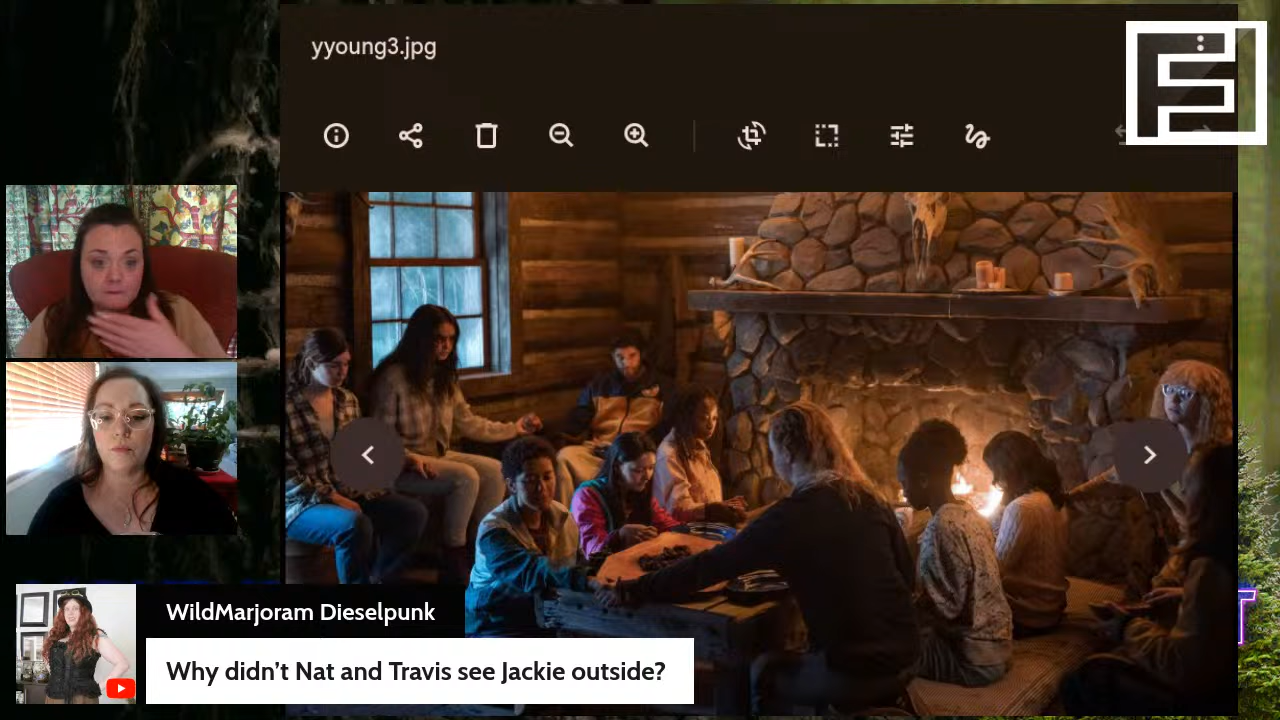 yyoung3.jpg
WildMarjoram Dieselpunk
Why didn't Nat and Travis see Jackie outside?